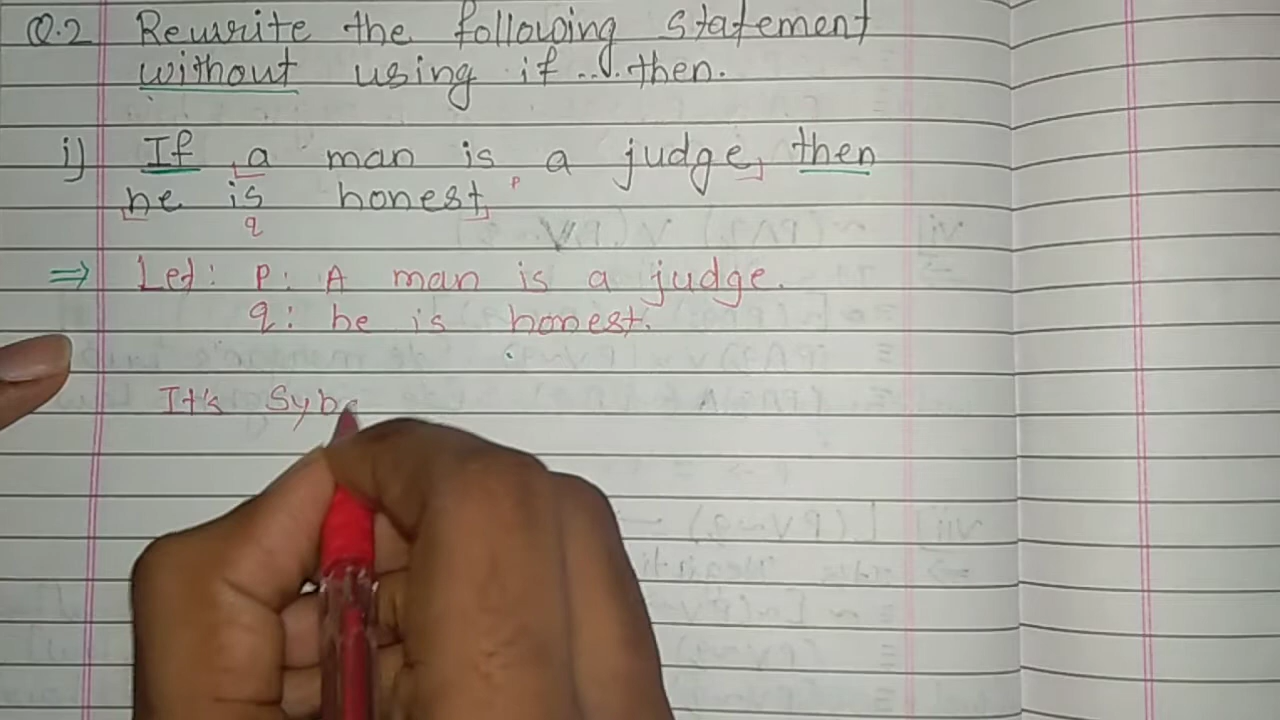 Q.2 Rewrite the following statement
without using if ... then.
i) If a man is a judge, then
he is honest.
p
q
⇒ Let: p: A man is a judge.
q: he is honest.
It's Sybo